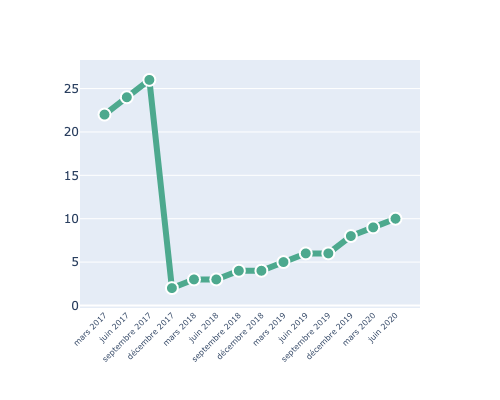 25
20
15
10
5
0
mars 2017
juin 2017
septembre 2017
décembre 2017
mars 2018
juin 2018
septembre 2018
décembre 2018
mars 2019
juin 2019
septembre 2019
décembre 2019
mars 2020
juin 2020